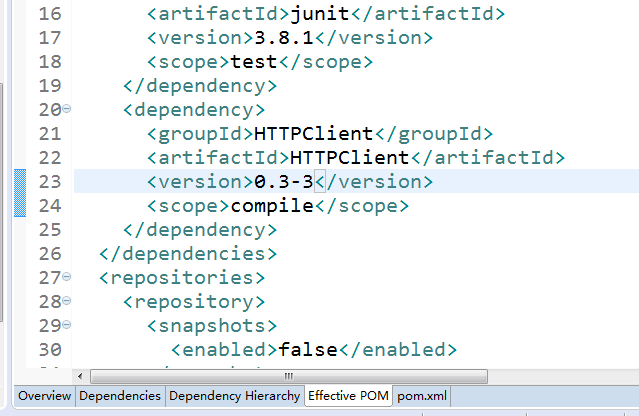 16 <artifactId>junit</artifactId>
17 <version>3.8.1</version>
18 <scope>test</scope>
19 </dependency>
20 <dependency>
21 <groupId>HTTPClient</groupId>
22 <artifactId>HTTPClient</artifactId>
23 <version>0.3-3</version>
24 <scope>compile</scope>
25 </dependency>
26 </dependencies>
27 <repositories>
28 <repository>
29 <snapshots>
30 <enabled>false</enabled>
Overview Dependencies Dependency Hierarchy Effective POM pom.xml